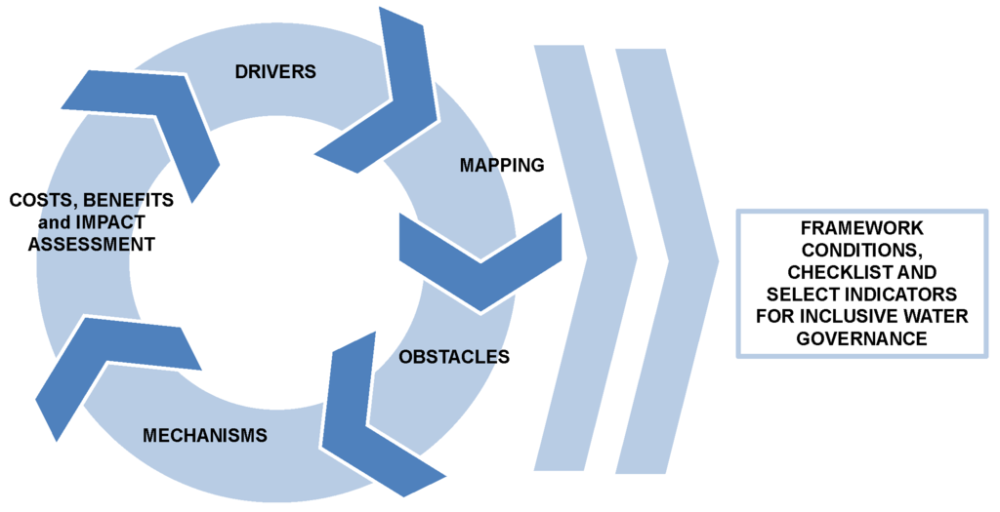 DRIVERS
MAPPING
OBSTACLES
MECHANISMS
COSTS, BENEFITS
and IMPACT
ASSESSMENT
FRAMEWORK
CONDITIONS,
CHECKLIST AND
SELECT INDICATORS
FOR INCLUSIVE WATER
GOVERNANCE